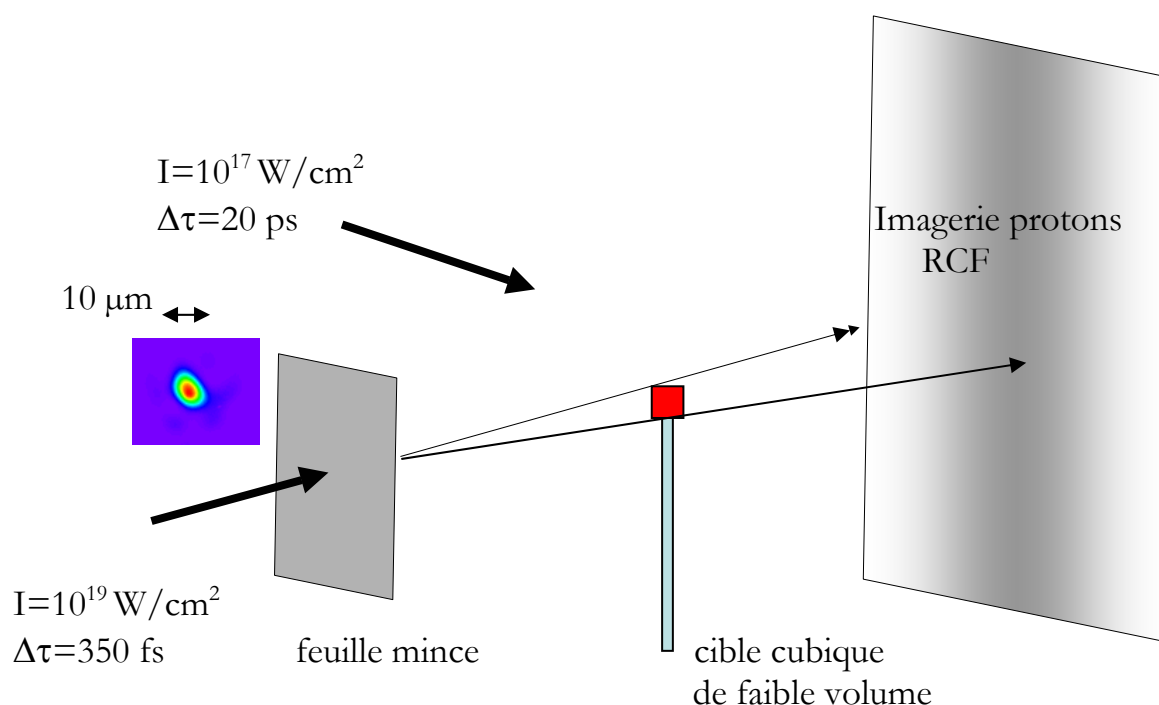 I=10¹⁷ W/cm²
Δτ=20 ps
10 μm
Imagerie protons
RCF
I=10¹⁹ W/cm²
Δτ=350 fs
feuille mince
cible cubique
de faible volume